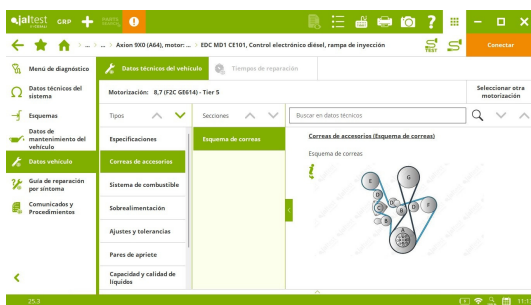 jaltest GRP
PARTS
TEST
... > Axion 9X0 (A64), motor: ... > EDC MD1 CE101, Control electrónico diésel, rampa de inyección
Conectar
Menú de diagnóstico
Datos técnicos del sistema
Esquemas
Datos de mantenimiento del vehículo
Datos vehículo
Guía de reparación por síntoma
Comunicados y Procedimientos
Datos técnicos del vehículo
Tiempos de reparación
Motorización: 8,7 (F2C GE614) - Tier 5
Seleccionar otra motorización
Tipos
Secciones
Buscar en datos técnicos
Especificaciones
Correas de accesorios
Sistema de combustible
Sobrealimentación
Ajustes y tolerancias
Pares de apriete
Capacidad y calidad de líquidos
Esquema de correas
Correas de accesorios (Esquema de correas)
Esquema de correas
E
G
D
C
B
D
F
B
A
25.3